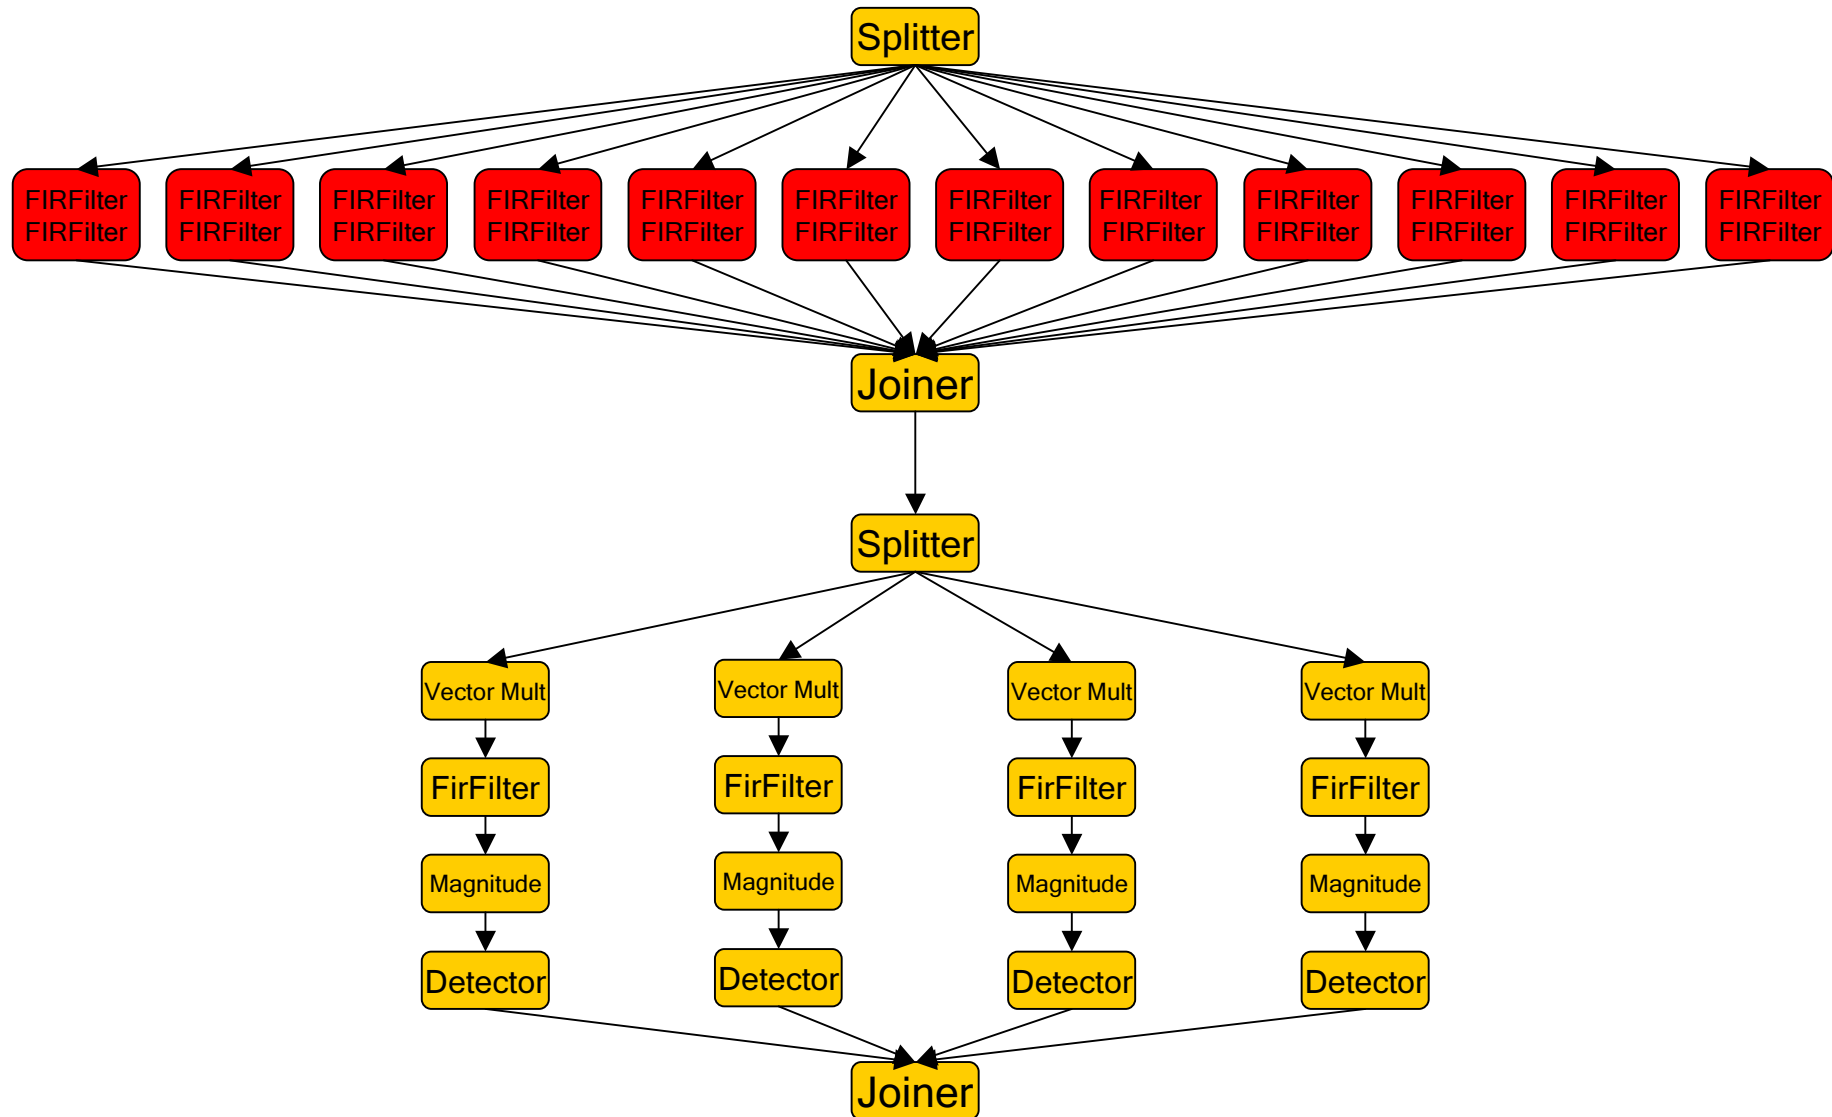 Splitter
FIRFilter FIRFilter FIRFilter FIRFilter FIRFilter FIRFilter FIRFilter FIRFilter FIRFilter FIRFilter FIRFilter FIRFilter
FIRFilter FIRFilter FIRFilter FIRFilter FIRFilter FIRFilter FIRFilter FIRFilter FIRFilter FIRFilter FIRFilter FIRFilter
Joiner
Splitter
Vector Mult Vector Mult Vector Mult Vector Mult
FirFilter FirFilter FirFilter FirFilter
Magnitude Magnitude Magnitude Magnitude
Detector Detector Detector Detector
Joiner